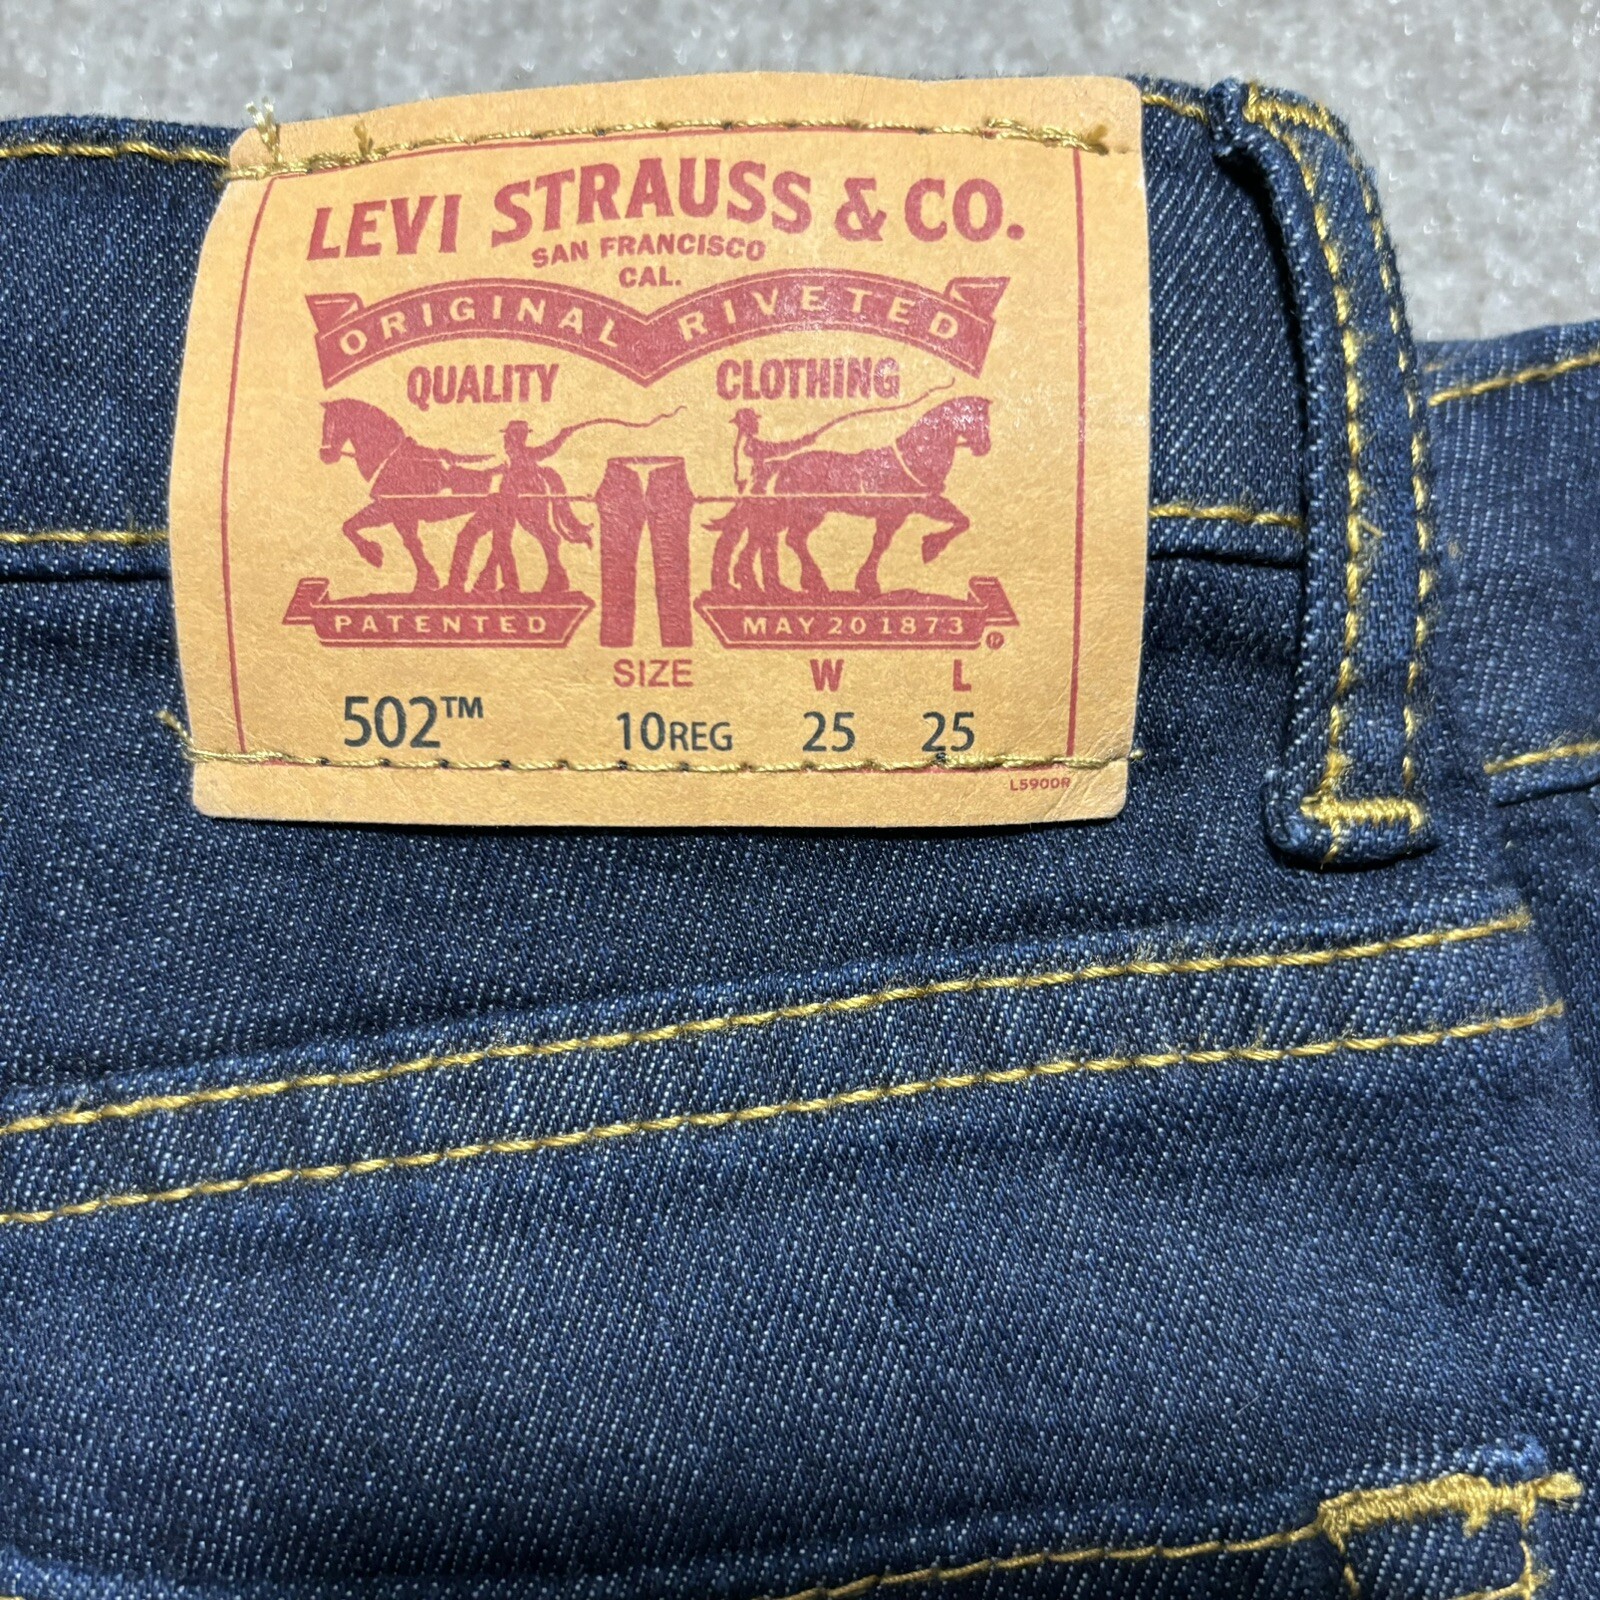 LEVI STRAUSS & CO.
SAN FRANCISCO
CAL.
ORIGINAL RIVETED
QUALITY CLOTHING
PATENTED MAY 20 1873 ®
SIZE W L
502™ 10REG 25 25
L590DR